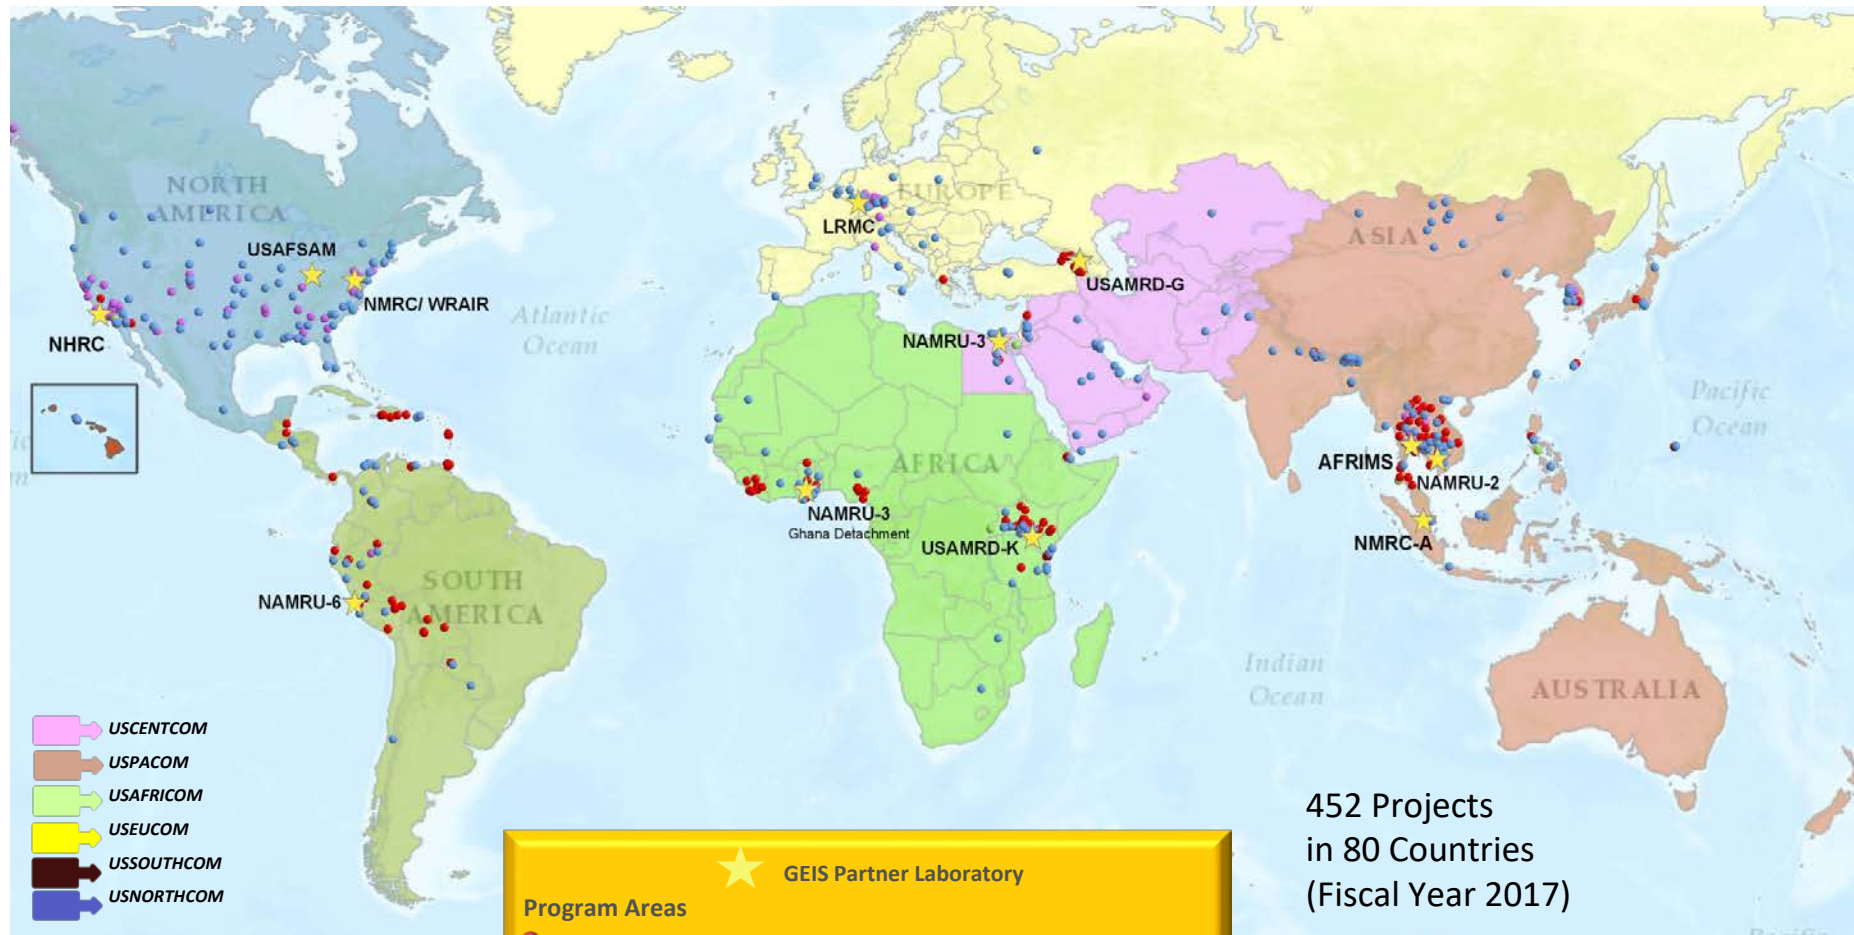 NORTH
AMERICA
USAFSAM
NMRC/ WRAIR
NHRC
Atlantic
Ocean
EUROPE
LRMC
USAMRD-G
ASIA
NAMRU-3
Pacific
Ocean
AFRICA
AFRIMS
NAMRU-2
NAMRU-3
Ghana Detachment
USAMRD-K
NMRC-A
SOUTH
AMERICA
NAMRU-6
Indian
Ocean
AUSTRALIA
USCENTCOM
USPACOM
USAFRICOM
USEUCOM
USSOUTHCOM
USNORTHCOM
GEIS Partner Laboratory
Program Areas
452 Projects
in 80 Countries
(Fiscal Year 2017)